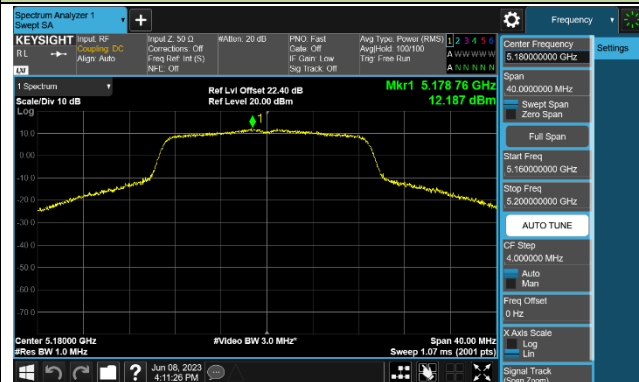 Spectrum Analyzer 1
Swept SA
Frequency
KEYSIGHT
RL
LXI
Input: RF
Coupling: DC
Align: Auto
Input Z: 50 Ω
Corrections: Off
Freq Ref: Int (S)
NFE: Off
#Atten: 20 dB
PNO: Fast
Gate: Off
IF Gain: Low
Sig Track: Off
Avg Type: Power (RMS)
Avg|Hold: 100/100
Trig: Free Run
1 2 3 4 5 6
A W W W W W
A N N N N N
Center Frequency
5.180000000 GHz
Settings
Span
40.0000000 MHz
Swept Span
Zero Span
Full Span
Start Freq
5.160000000 GHz
Stop Freq
5.200000000 GHz
AUTO TUNE
CF Step
4.000000 MHz
Auto
Man
Freq Offset
0 Hz
X Axis Scale
Log
Lin
Signal Track
(Span Zoom)
1 Spectrum
Scale/Div 10 dB
Ref Lvl Offset 22.40 dB
Ref Level 20.00 dBm
Mkr1 5.178 76 GHz
12.187 dBm
Log
1
10.0
0.00
-10.0
-20.0
-30.0
-40.0
-50.0
-60.0
-70.0
Center 5.18000 GHz
#Res BW 1.0 MHz
#Video BW 3.0 MHz*
Span 40.00 MHz
Sweep 1.07 ms (2001 pts)
?
Jun 08, 2023
4:11:26 PM